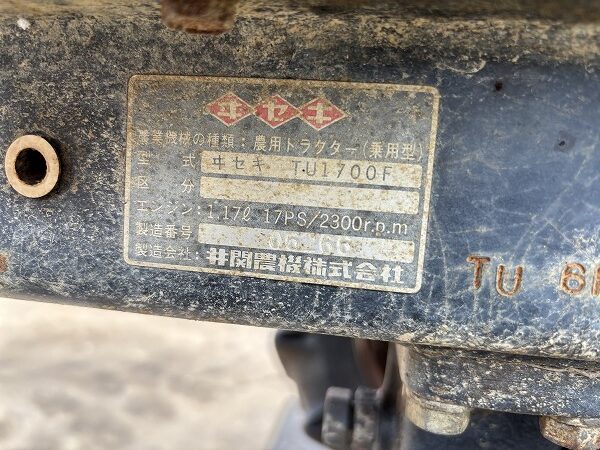 ヰセキ
農業機械の種類:農用トラクター(乗用型)
型式 ヰセキ TU1700F
区分
エンジン:1.17ℓ 17PS/2300r.p.m
製造番号
製造会社:井関農機株式会社
TU